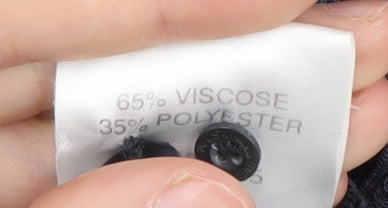 65% VISCOSE
35% POLYESTER